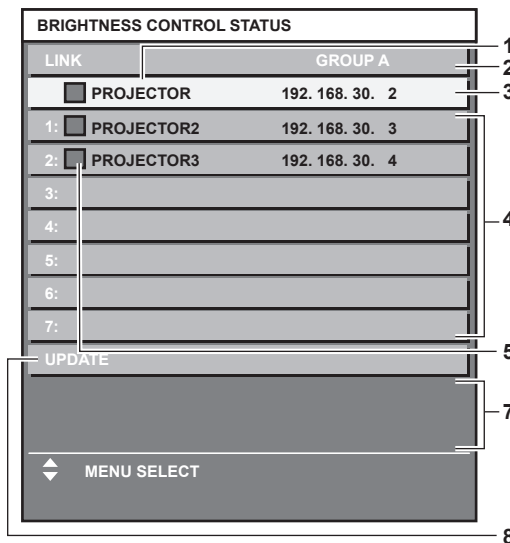 BRIGHTNESS CONTROL STATUS
LINK GROUP A
PROJECTOR 192. 168. 30. 2
1: PROJECTOR2 192. 168. 30. 3
2: PROJECTOR3 192. 168. 30. 4
3:
4:
5:
6:
7:
UPDATE
MENU SELECT
1
2
3
4
5
7
8